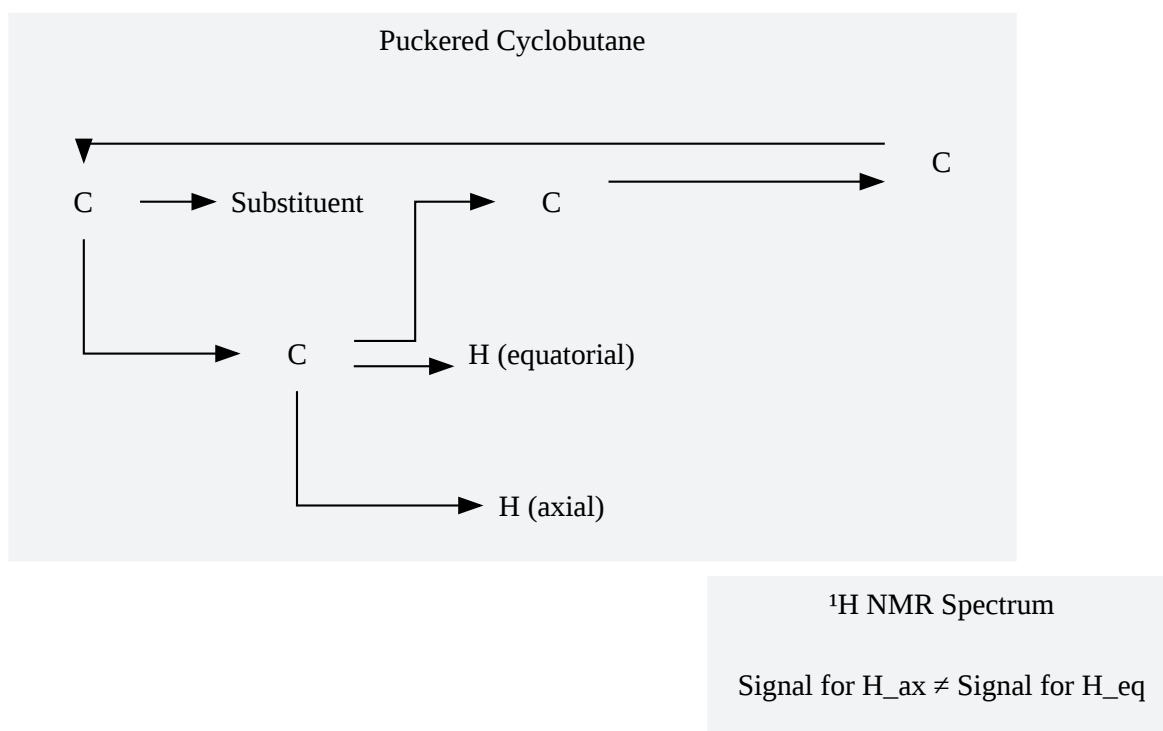 Puckered Cyclobutane
C
C
Substituent
C
C
H (equatorial)
H (axial)
¹H NMR Spectrum
Signal for H_ax ≠ Signal for H_eq